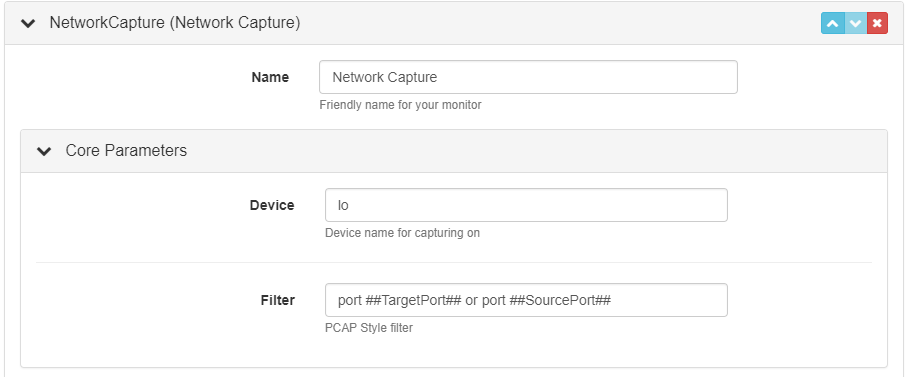 NetworkCapture (Network Capture)
Name
Network Capture
Friendly name for your monitor
Core Parameters
Device
lo
Device name for capturing on
Filter
port ##TargetPort## or port ##SourcePort##
PCAP Style filter